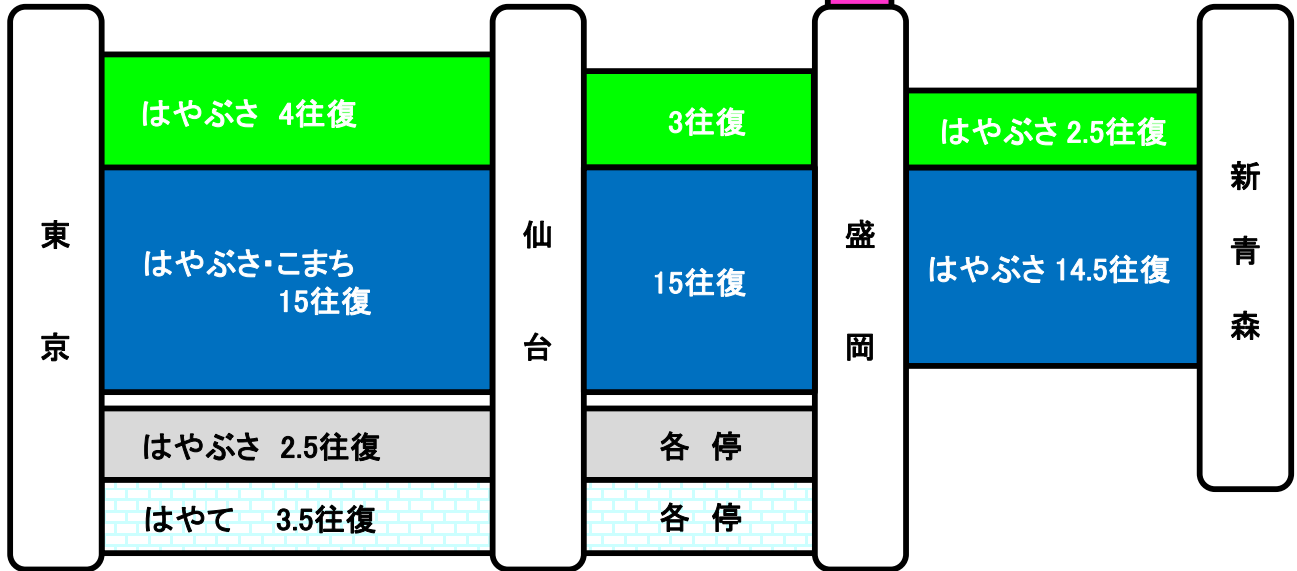 東京
はやぶさ 4往復
はやぶさ・こまち
15往復
はやぶさ 2.5往復
はやて 3.5往復
仙台
3往復
15往復
各 停
各 停
盛岡
はやぶさ 2.5往復
はやぶさ 14.5往復
新青森